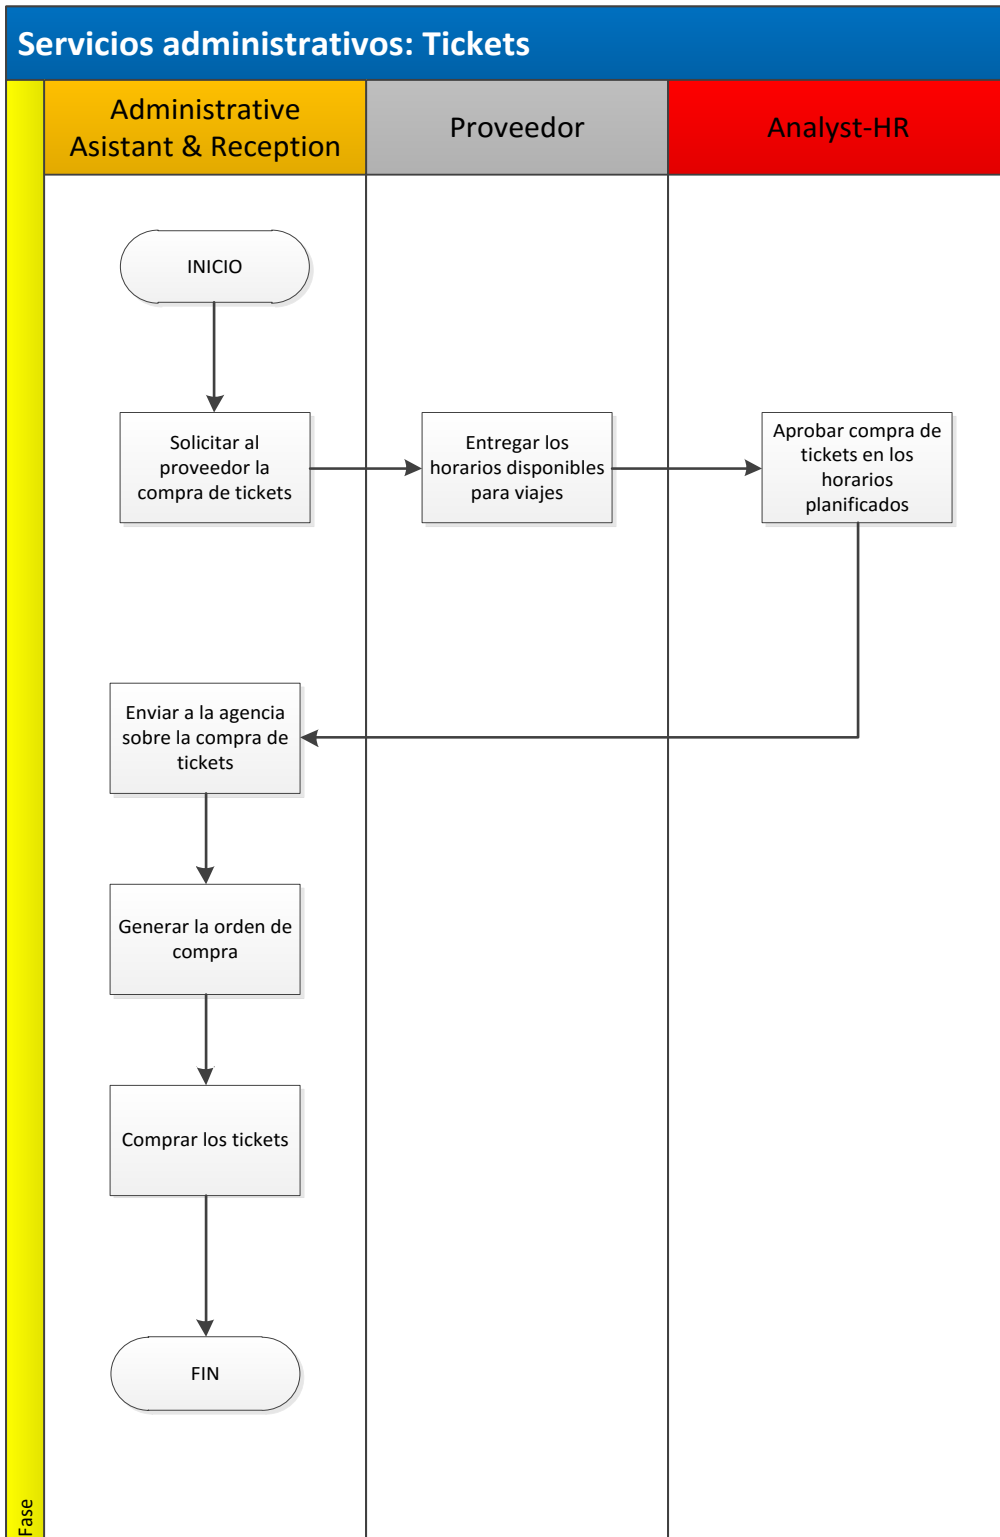 Servicios administrativos: Tickets
Administrative
Asistant & Reception
Proveedor
Analyst-HR
INICIO
Solicitar al
proveedor la
compra de tickets
Entregar los
horarios disponibles
para viajes
Aprobar compra de
tickets en los
horarios
planificados
Enviar a la agencia
sobre la compra de
tickets
Generar la orden de
compra
Comprar los tickets
FIN
Fase